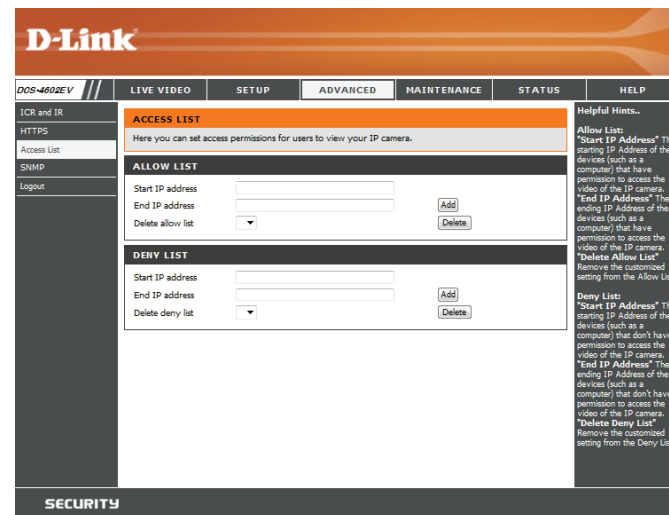 D-Link
DCS-4602EV
LIVE VIDEO
SETUP
ADVANCED
MAINTENANCE
STATUS
HELP
ICR and IR
HTTPS
Access List
SNMP
Logout
ACCESS LIST
Here you can set access permissions for users to view your IP camera.
ALLOW LIST
Start IP address
End IP address
Add
Delete allow list
Delete
DENY LIST
Start IP address
End IP address
Add
Delete deny list
Delete
Helpful Hints..
Allow List:
"Start IP Address"
starting IP Address of the
devices (such as a
computer) that have
permission to access the
video of the IP camera.
"End IP Address" The
ending IP Address of the
devices (such as a
computer) that have
permission to access the
video of the IP camera.
"Delete Allow List"
Remove the customized
setting from the Allow
Deny List:
"Start IP Address"
starting IP Address of the
devices (such as a
computer) that don't have
permission to access the
video of the IP camera.
"End IP Address" The
ending IP Address of the
devices (such as a
computer) that don't have
permission to access the
video of the IP camera.
"Delete Deny List"
Remove the customized
setting from the Deny
SECURITY